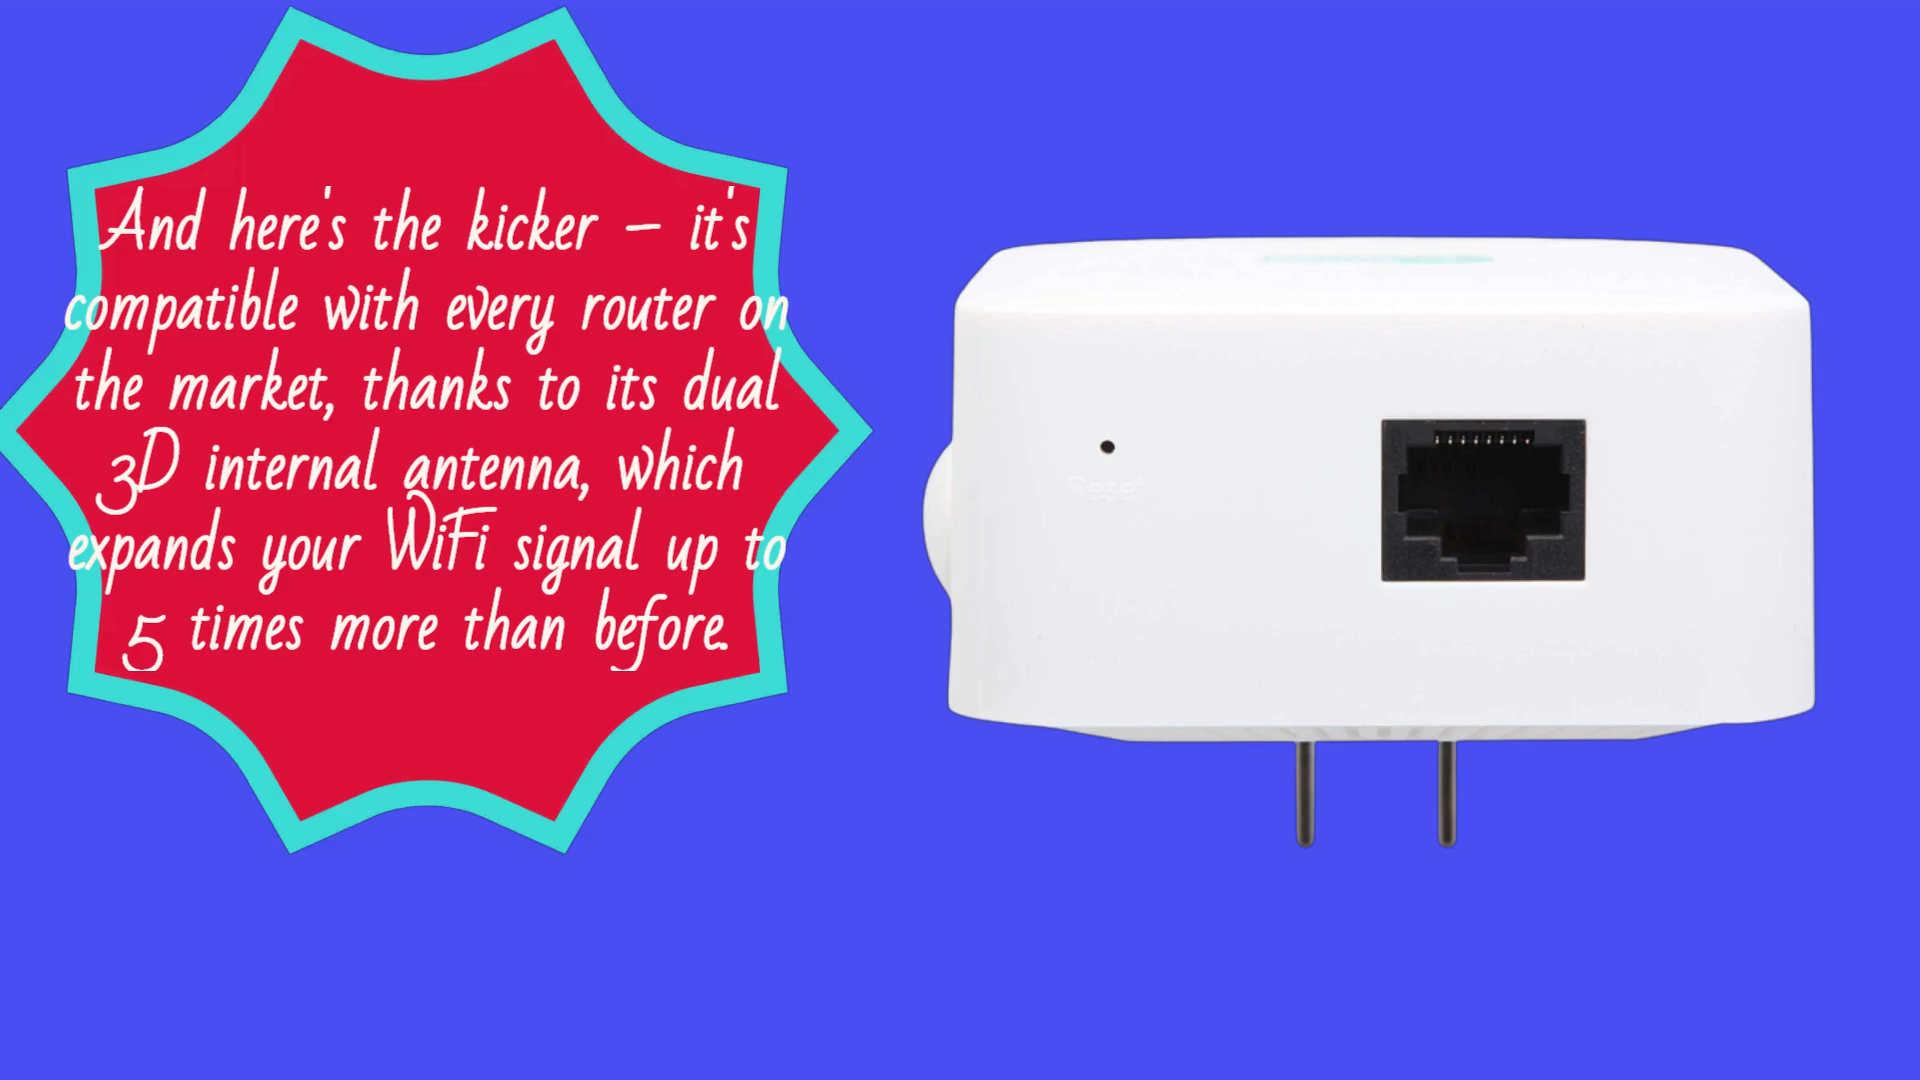 And here's the kicker – it's
compatible with every router on
the market, thanks to its dual
3D internal antenna, which
expands your WiFi signal up to
5 times more than before.
Reset